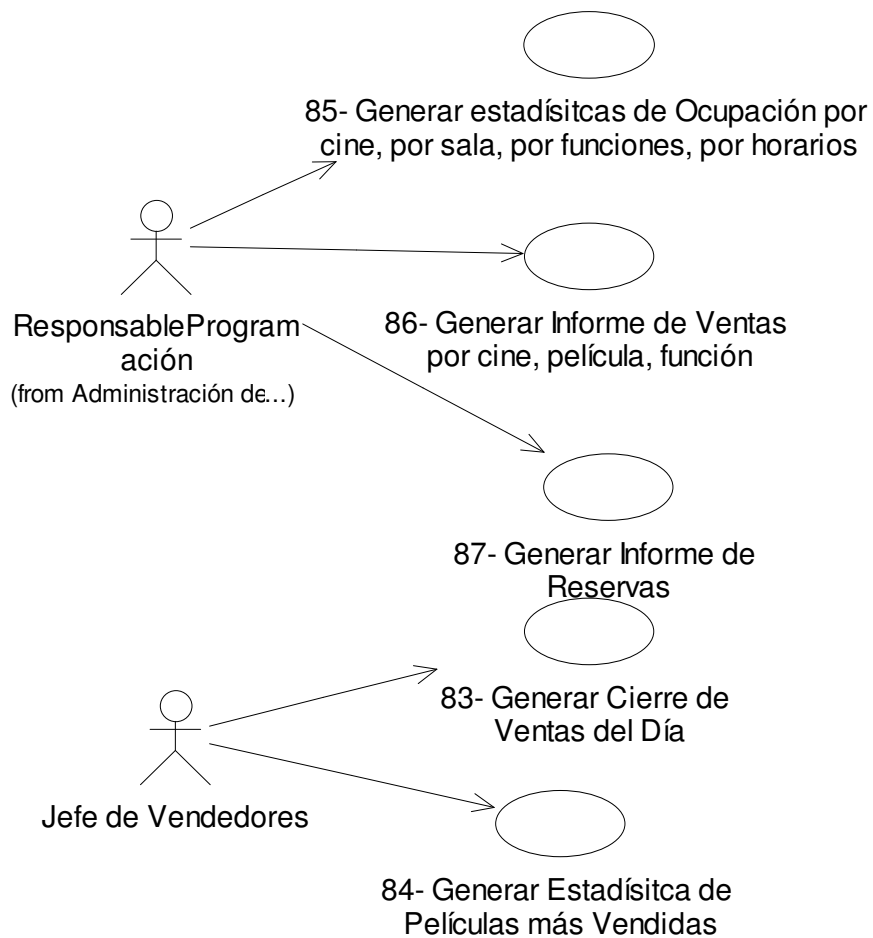 85- Generar estadísitcas de Ocupación por
cine, por sala, por funciones, por horarios
ResponsableProgram
ación
(from Administración de...)
86- Generar Informe de Ventas
por cine, película, función
87- Generar Informe de
Reservas
83- Generar Cierre de
Ventas del Día
Jefe de Vendedores
84- Generar Estadísitca de
Películas más Vendidas